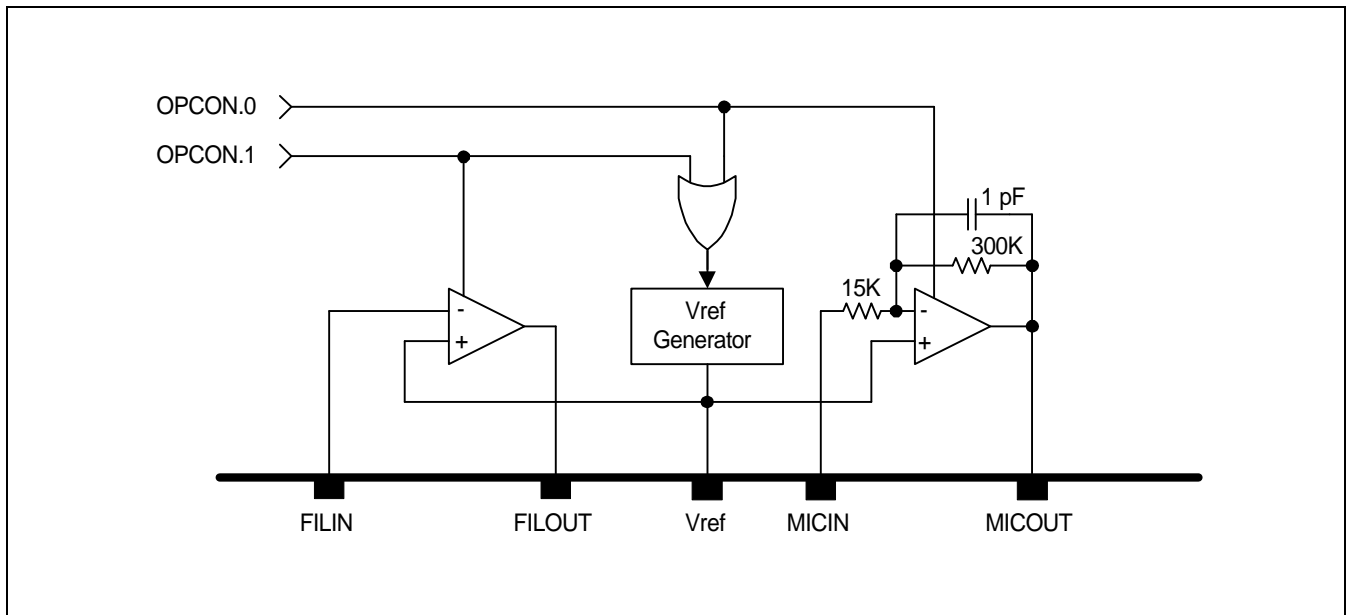 OPCON.0
OPCON.1
1 pF
300K
15K
Vref
Generator
-
+
-
+
FILIN
FILOUT
Vref
MICIN
MICOUT